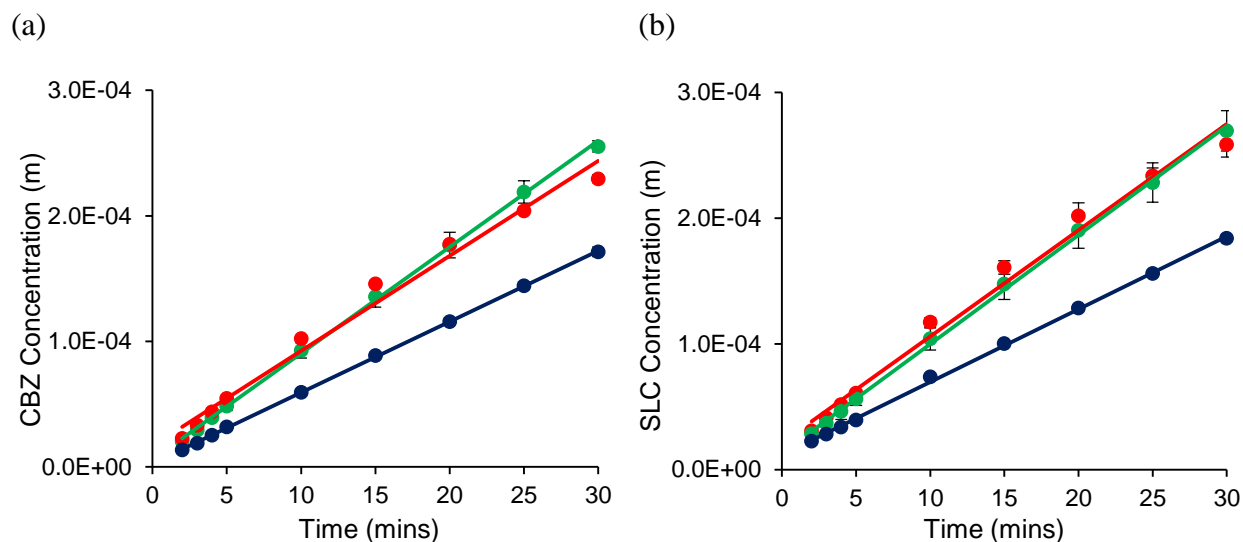 (a)
CBZ Concentration (m)
3.0E-04
2.0E-04
1.0E-04
0.0E+00
0 5 10 15 20 25 30
Time (mins)
(b)
SLC Concentration (m)
3.0E-04
2.0E-04
1.0E-04
0.0E+00
0 5 10 15 20 25 30
Time (mins)